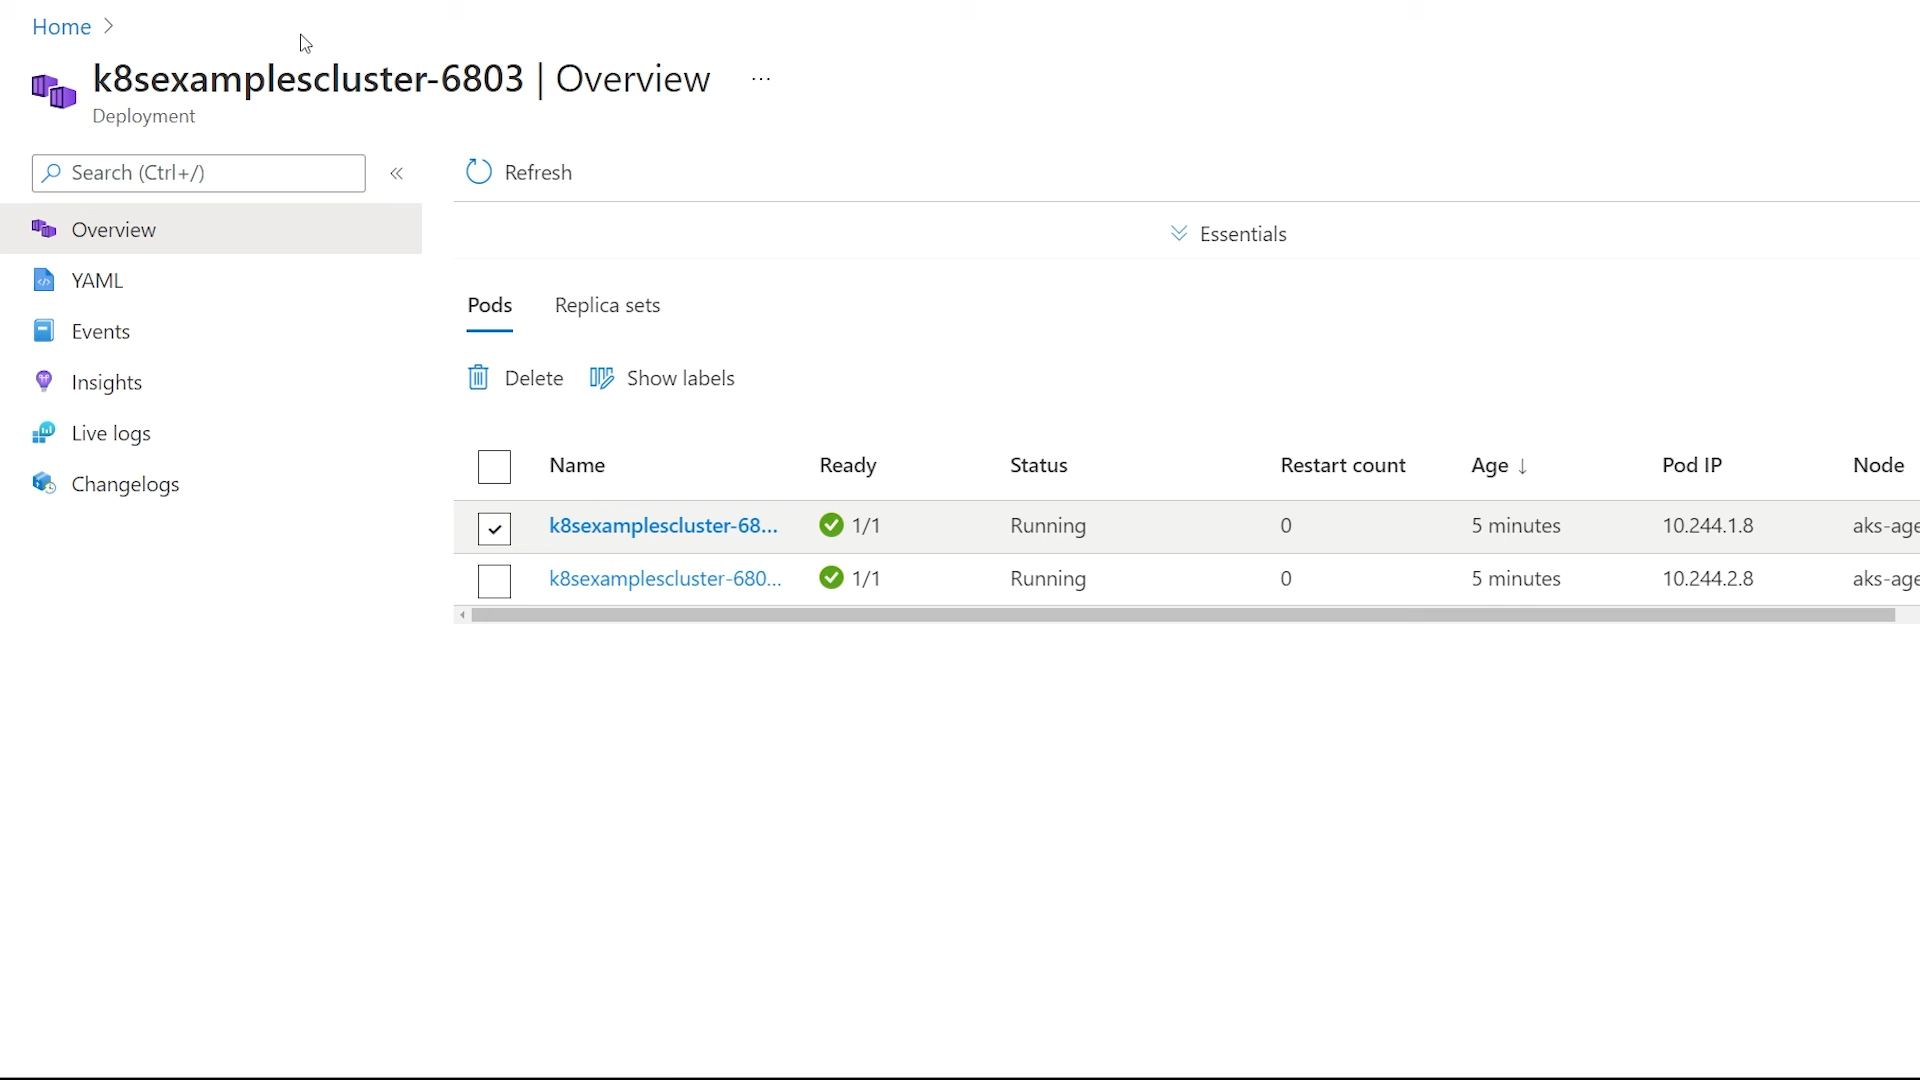 Home >
k8sexamplescluster-6803 | Overview ...
Deployment
Search (Ctrl+/) «
Refresh
Overview
Essentials
YAML
Pods Replica sets
Events
Delete Show labels
Insights
Live logs
Name Ready Status Restart count Age ↓ Pod IP Node
Changelogs
k8sexamplescluster-68... 1/1 Running 0 5 minutes 10.244.1.8 aks-age
k8sexamplescluster-680... 1/1 Running 0 5 minutes 10.244.2.8 aks-age